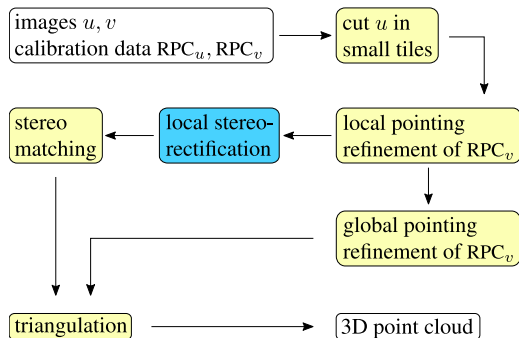 images u, v
calibration data RPC_u, RPC_v
cut u in
small tiles
stereo
matching
local stereo-
rectification
local pointing
refinement of RPC_v
global pointing
refinement of RPC_v
triangulation
3D point cloud